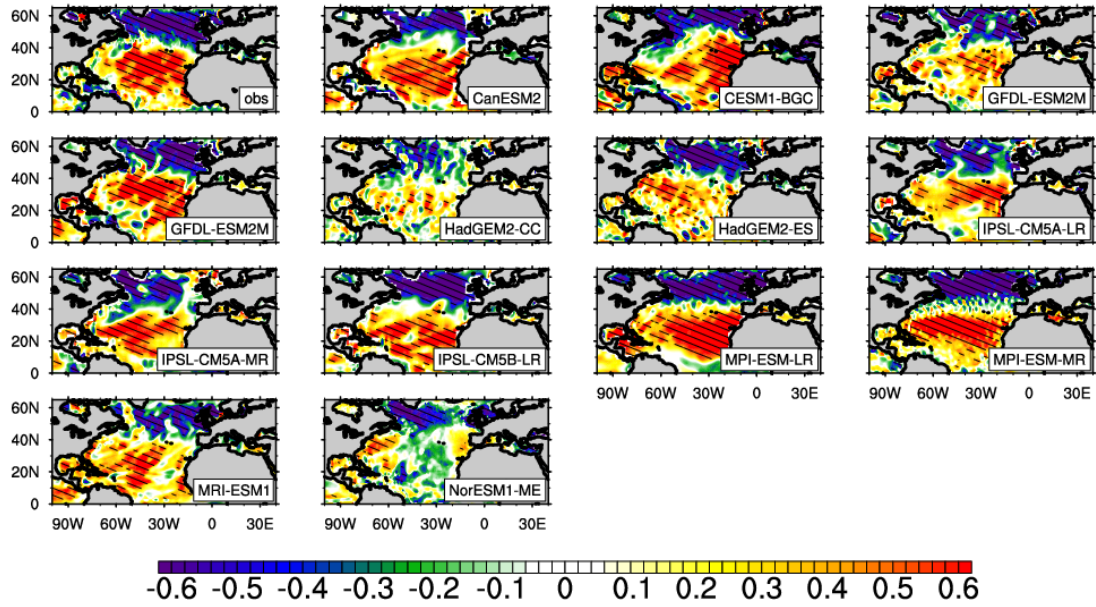 60N
40N
20N
0
obs
CanESM2
CESM1-BGC
GFDL-ESM2M
60N
40N
20N
0
GFDL-ESM2M
HadGEM2-CC
HadGEM2-ES
IPSL-CM5A-LR
60N
40N
20N
0
IPSL-CM5A-MR
IPSL-CM5B-LR
MPI-ESM-LR
MPI-ESM-MR
90W 60W 30W 0 30E 90W 60W 30W 0 30E
60N
40N
20N
0
MRI-ESM1
NorESM1-ME
90W 60W 30W 0 30E 90W 60W 30W 0 30E
-0.6 -0.5 -0.4 -0.3 -0.2 -0.1 0 0.1 0.2 0.3 0.4 0.5 0.6